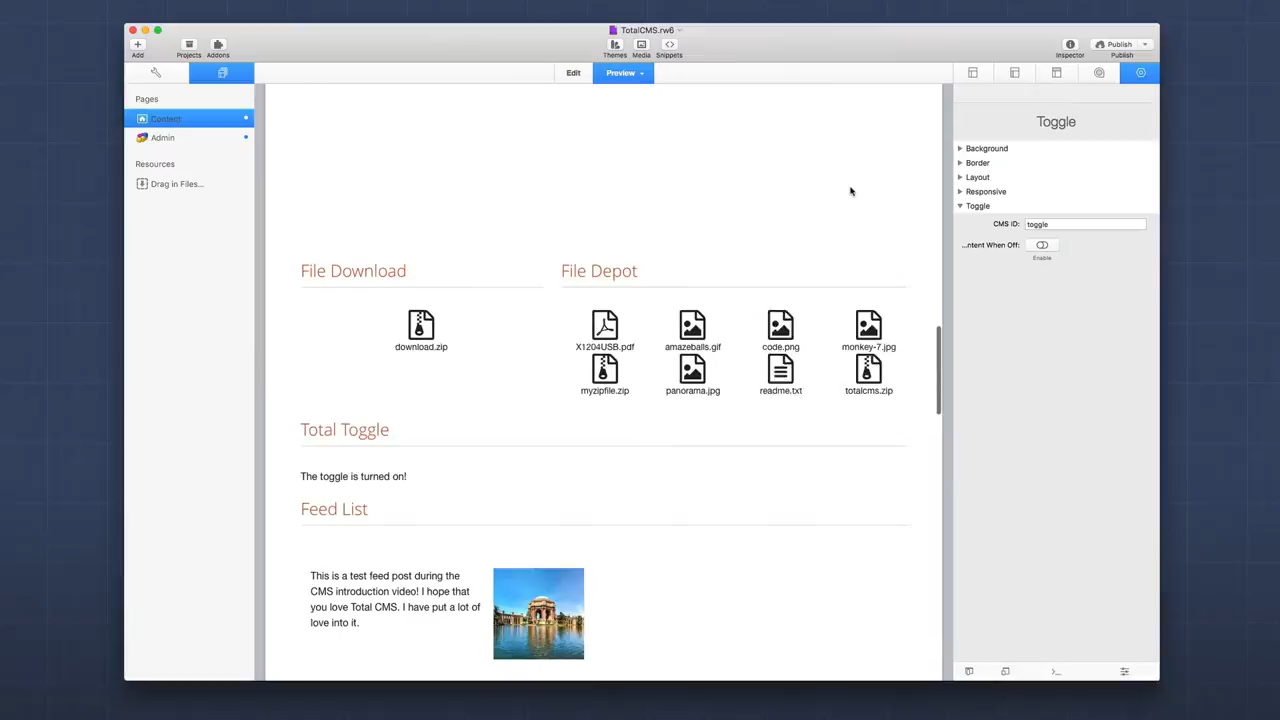 TotalCMS.rw6
Add
Projects
Addons
Themes
Media
Snippets
Inspector
Publish
Publish
Edit
Preview
Pages
Content
Admin
Resources
Drag in Files...
File Download
File Depot
download.zip
X1204USB.pdf
amazeballs.gif
code.png
monkey-7.jpg
myzipfile.zip
panorama.jpg
readme.txt
totalcms.zip
Total Toggle
The toggle is turned on!
Feed List
This is a test feed post during the
CMS introduction video! I hope that
you love Total CMS. I have put a lot of
love into it.
Toggle
Background
Border
Layout
Responsive
Toggle
CMS ID:
toggle
...ntent When Off:
Enable